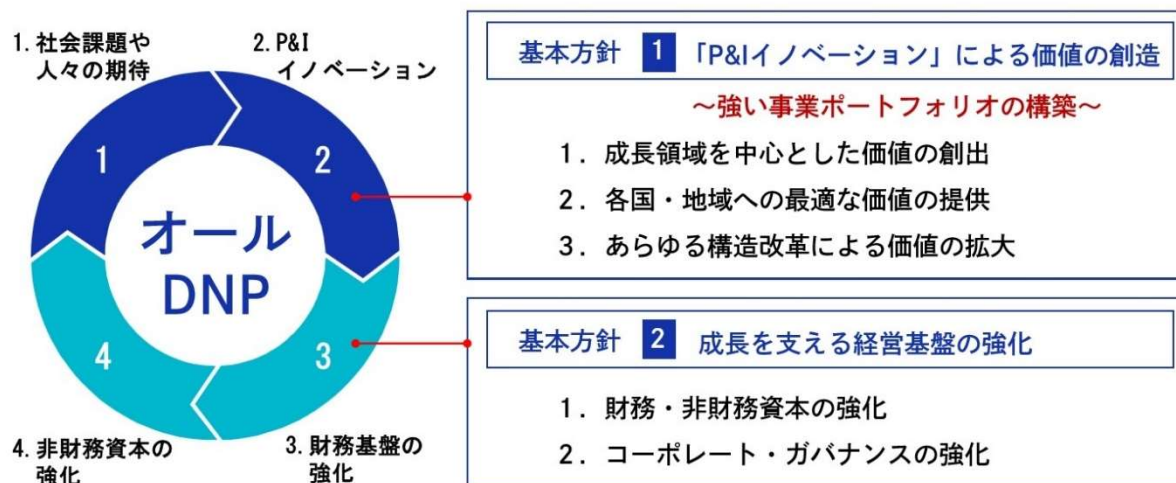 1. 社会課題や
人々の期待
2. P&I
イノベーション
1
2
オール
DNP
4
3
4. 非財務資本の
強化
3. 財務基盤の
強化
基本方針 1 「P&Iイノベーション」による価値の創造
～強い事業ポートフォリオの構築～
1. 成長領域を中心とした価値の創出
2. 各国・地域への最適な価値の提供
3. あらゆる構造改革による価値の拡大
基本方針 2 成長を支える経営基盤の強化
1. 財務・非財務資本の強化
2. コーポレート・ガバナンスの強化